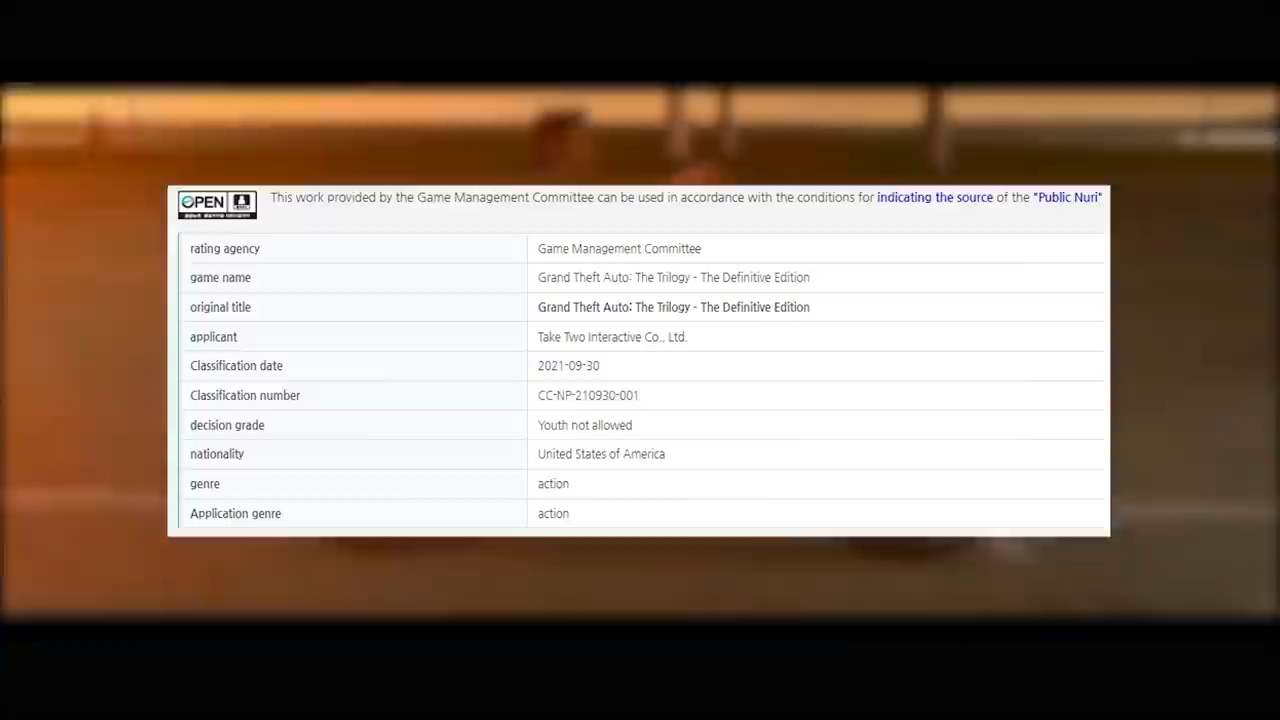 OPEN
This work provided by the Game Management Committee can be used in accordance with the conditions for indicating the source of the "Public Nuri"
rating agency Game Management Committee
game name Grand Theft Auto: The Trilogy - The Definitive Edition
original title Grand Theft Auto: The Trilogy - The Definitive Edition
applicant Take Two Interactive Co., Ltd.
Classification date 2021-09-30
Classification number CC-NP-210930-001
decision grade Youth not allowed
nationality United States of America
genre action
Application genre action